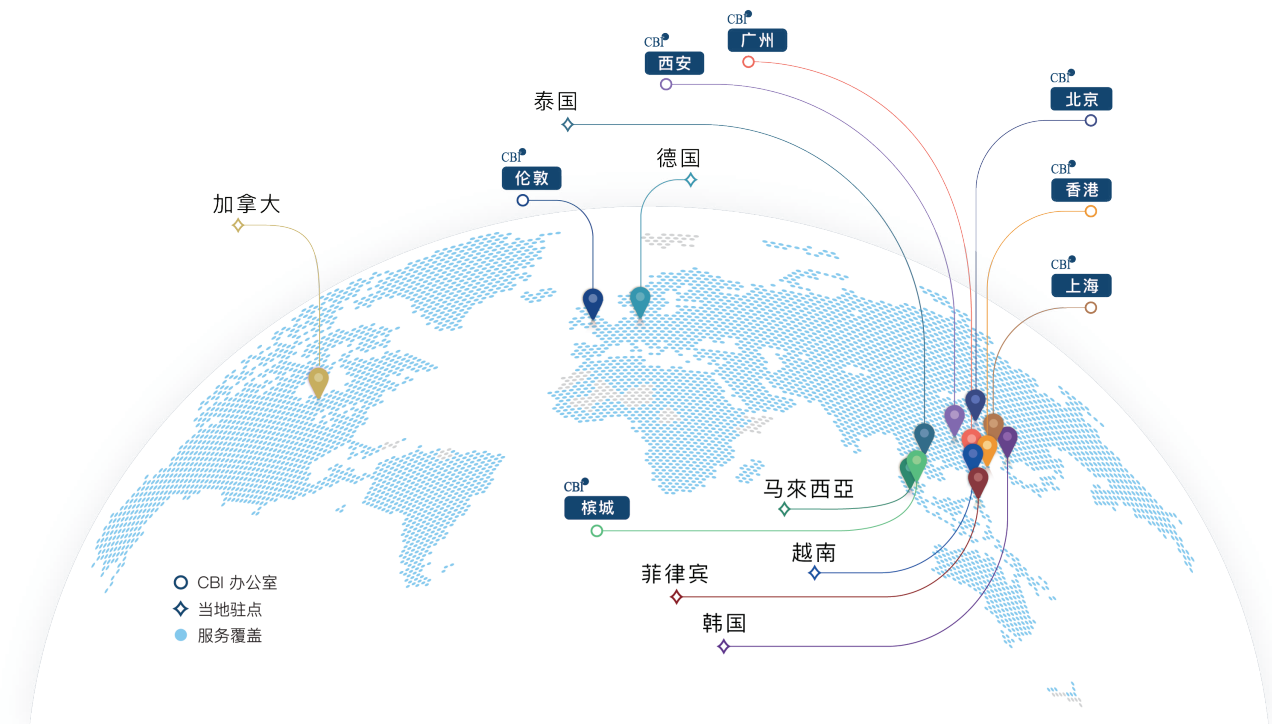 CBI
广州
CBI
西安
CBI
北京
泰国
CBI
伦敦
德国
CBI
香港
加拿大
CBI
上海
CBI
槟城
马來西亞
越南
菲律宾
韩国
CBI 办公室
当地驻点
服务覆盖